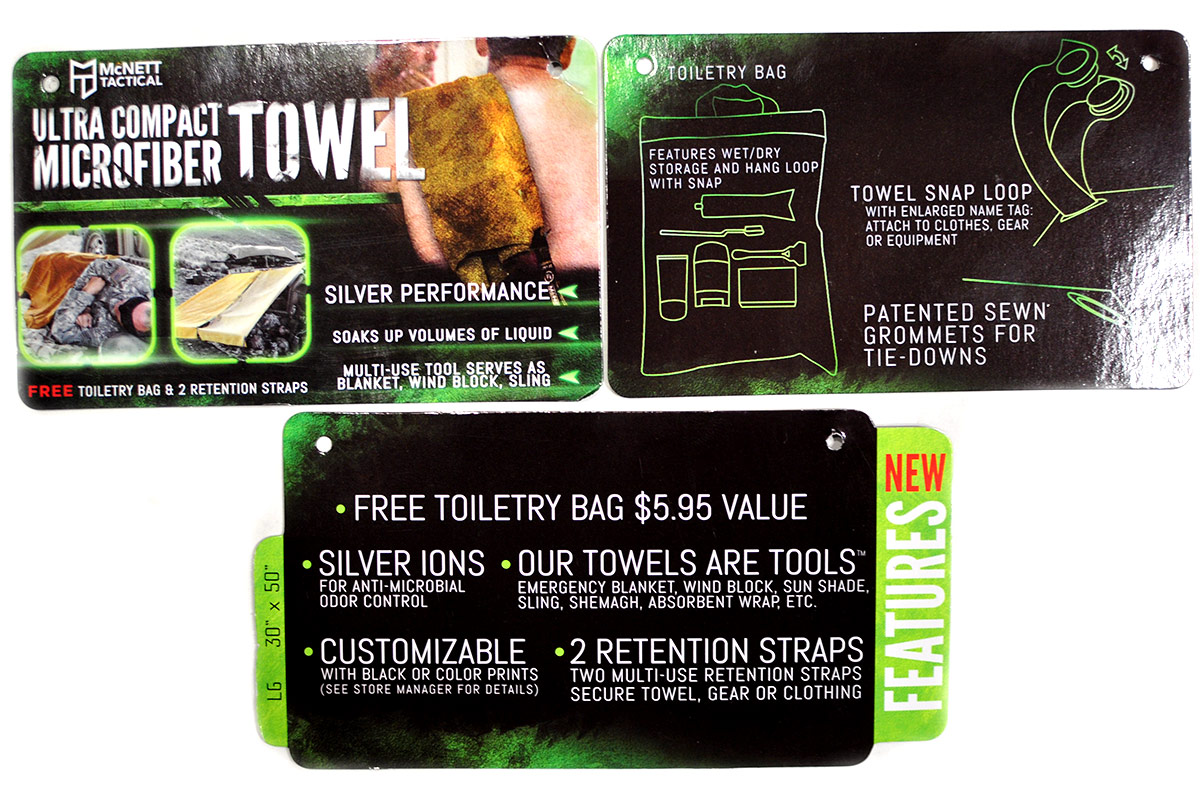 McNETT
TACTICAL
ULTRA COMPACT
MICROFIBER
TOWEL
SILVER PERFORMANCE
SOAKS UP VOLUMES OF LIQUID
MULTI-USE TOOL SERVES AS
BLANKET, WIND BLOCK, SLING
FREE TOILETRY BAG & 2 RETENTION STRAPS
TOILETRY BAG
FEATURES WET/DRY
STORAGE AND HANG LOOP
WITH SNAP
TOWEL SNAP LOOP
WITH ENLARGED NAME TAG:
ATTACH TO CLOTHES, GEAR
OR EQUIPMENT
PATENTED SEWN
GROMMETS FOR
TIE-DOWNS
• FREE TOILETRY BAG $5.95 VALUE
• SILVER IONS
FOR ANTI-MICROBIAL
ODOR CONTROL
• OUR TOWELS ARE TOOLS™
EMERGENCY BLANKET, WIND BLOCK, SUN SHADE,
SLING, SHEMAGH, ABSORBENT WRAP, ETC.
• CUSTOMIZABLE
WITH BLACK OR COLOR PRINTS
(SEE STORE MANAGER FOR DETAILS)
• 2 RETENTION STRAPS
TWO MULTI-USE RETENTION STRAPS
SECURE TOWEL, GEAR OR CLOTHING
LG 30" x 50"
NEW
FEATURES